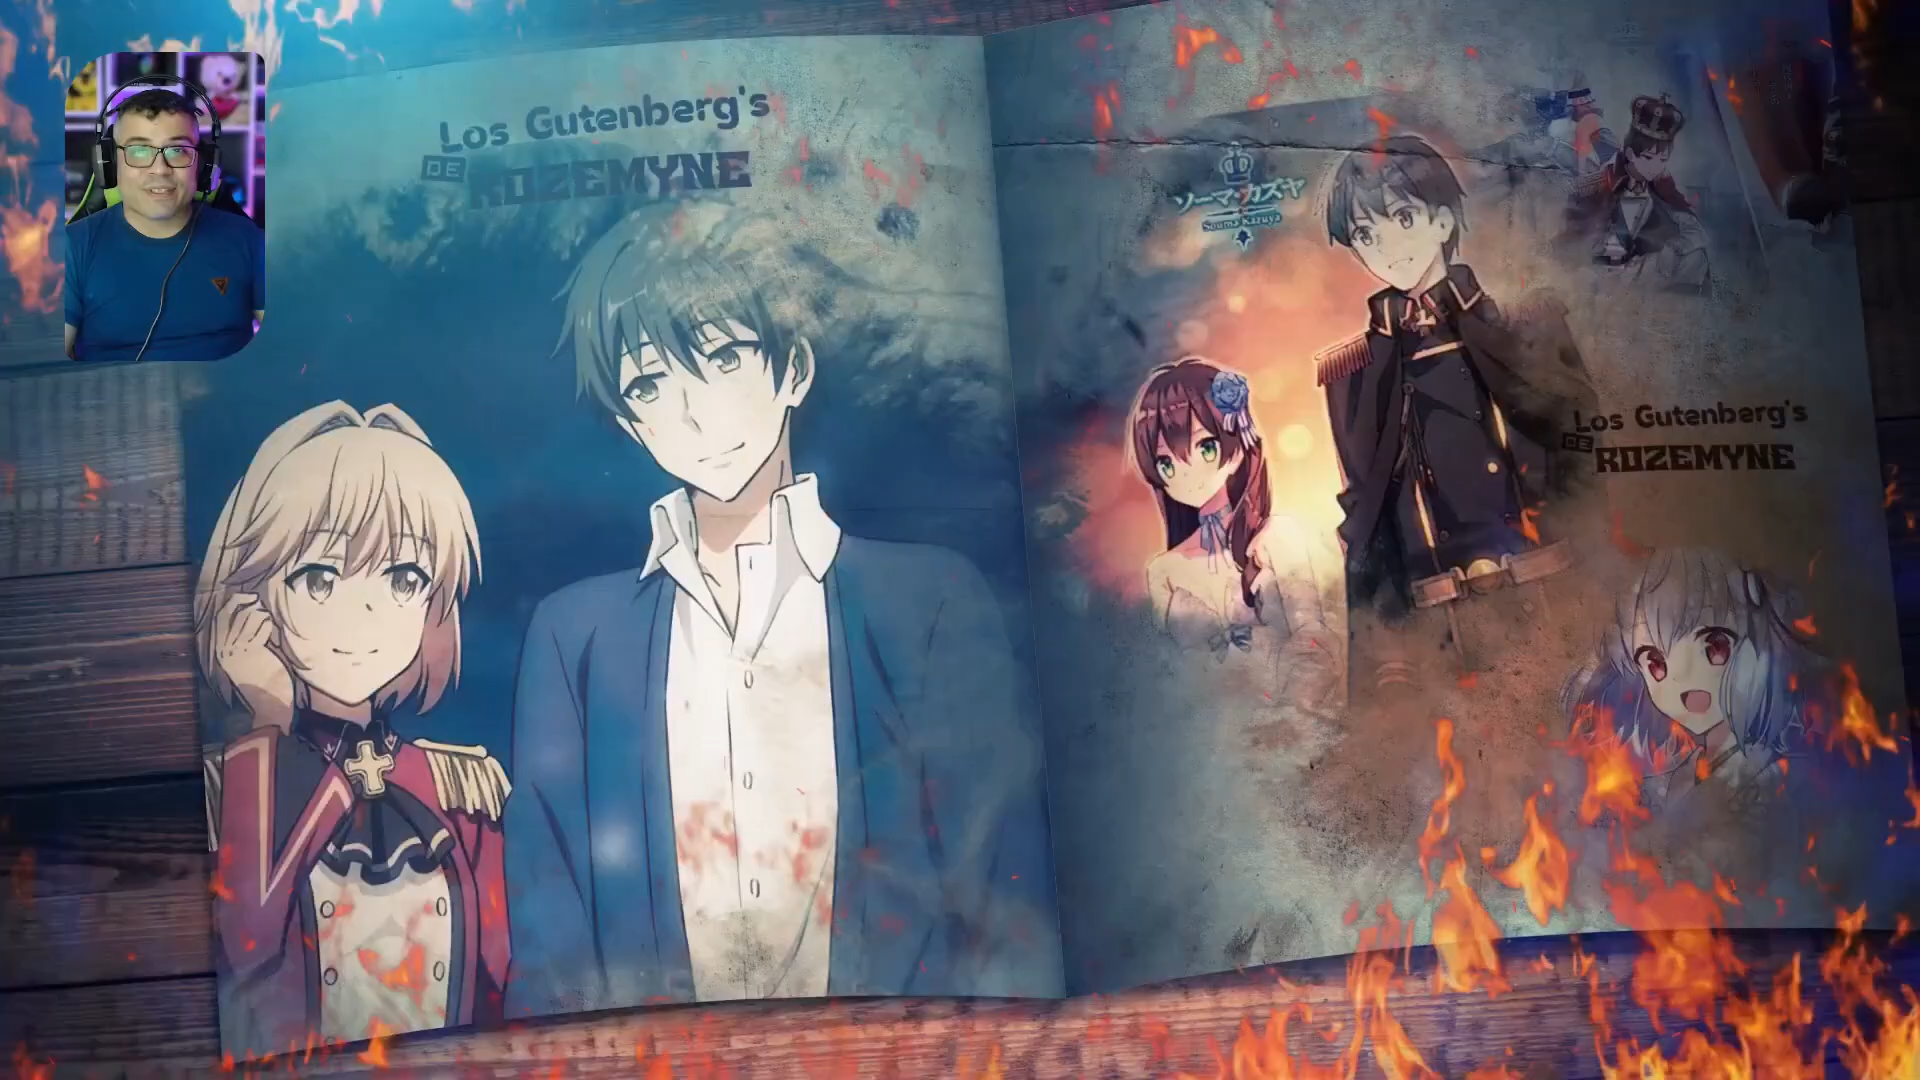 Los Gutenberg's
DE ROZEMYNE
ソーマ・カズヤ
Souma Kazuya
Los Gutenberg's
DE ROZEMYNE